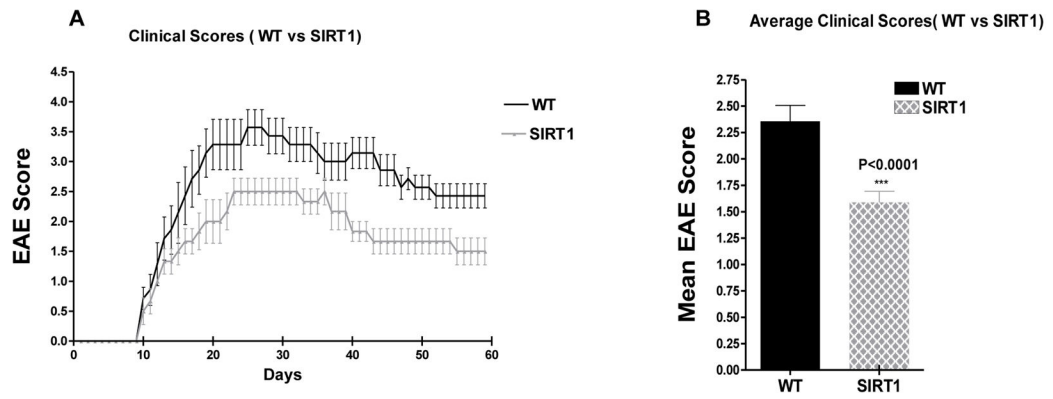 A
Clinical Scores ( WT vs SIRT1)
EAE Score
4.5
4.0
3.5
3.0
2.5
2.0
1.5
1.0
0.5
0.0
0 10 20 30 40 50 60
Days
WT
SIRT1
B
Average Clinical Scores( WT vs SIRT1)
Mean EAE Score
2.75
2.50
2.25
2.00
1.75
1.50
1.25
1.00
0.75
0.50
0.25
0.00
WT
SIRT1
P<0.0001
***
WT SIRT1